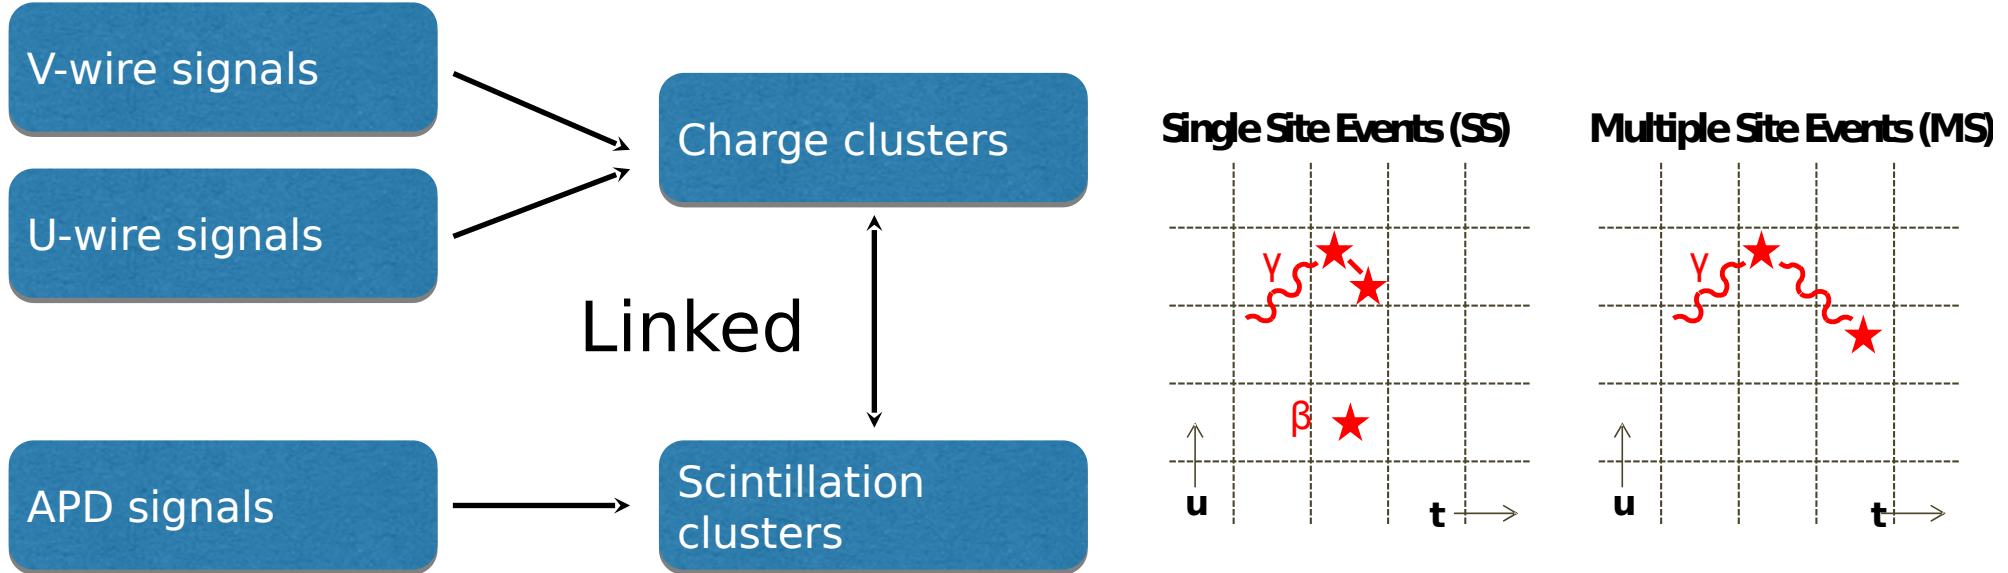 V-wire signals
U-wire signals
APD signals
Charge clusters
Linked
Scintillation
clusters
Single Site Events (SS)
γ
β
u
t
Multiple Site Events (MS)
γ
u
t